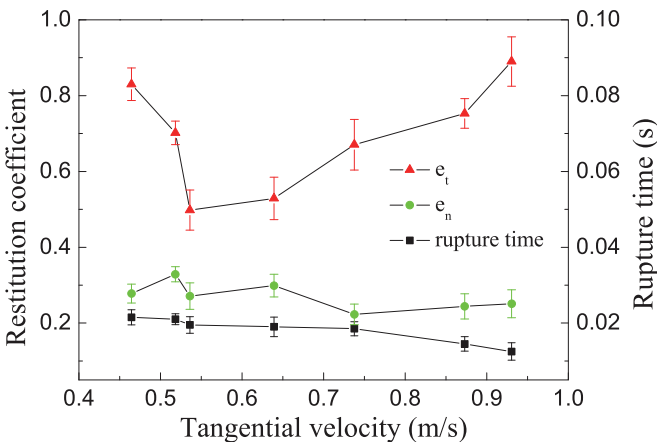 1.0
0.8
0.6
0.4
0.2
Restitution coefficient
0.10
0.08
0.06
0.04
0.02
Rupture time (s)
e_t
e_n
rupture time
0.4 0.5 0.6 0.7 0.8 0.9 1.0
Tangential velocity (m/s)